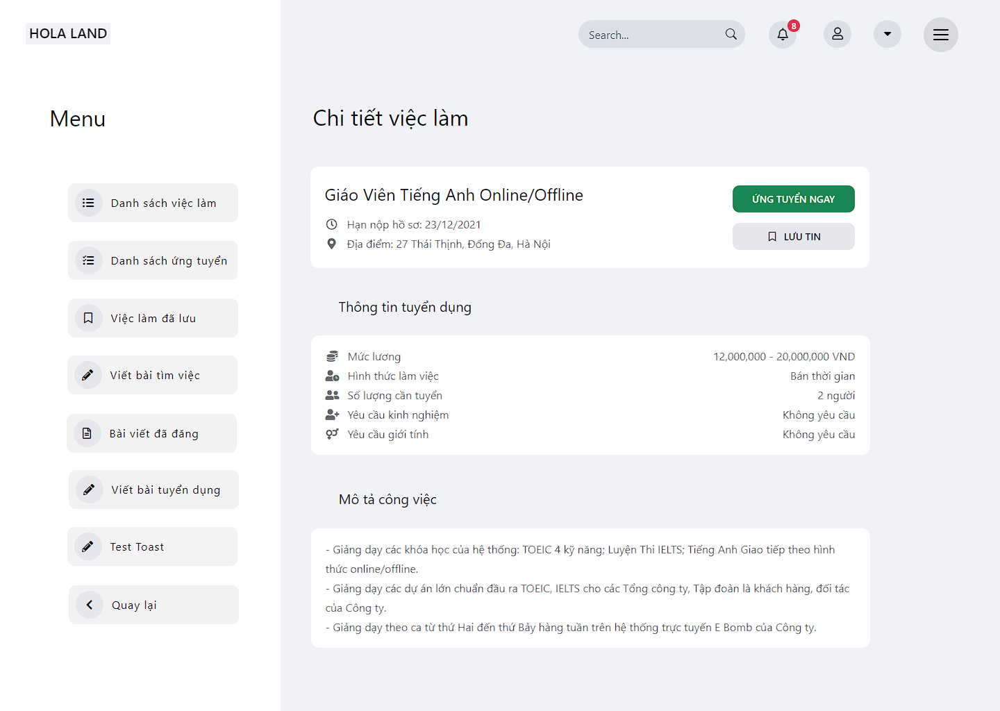 HOLA LAND
Search...
8
Menu
Danh sách việc làm
Danh sách ứng tuyển
Việc làm đã lưu
Viết bài tìm việc
Bài viết đã đăng
Viết bài tuyển dụng
Test Toast
Quay lại
Chi tiết việc làm
Giáo Viên Tiếng Anh Online/Offline
Hạn nộp hồ sơ: 23/12/2021
Địa điểm: 27 Thái Thịnh, Đống Đa, Hà Nội
ỨNG TUYỂN NGAY
LƯU TIN
Thông tin tuyển dụng
Mức lương 12,000,000 - 20,000,000 VND
Hình thức làm việc Bán thời gian
Số lượng cần tuyển 2 người
Yêu cầu kinh nghiệm Không yêu cầu
Yêu cầu giới tính Không yêu cầu
Mô tả công việc
- Giảng dạy các khóa học của hệ thống: TOEIC 4 kỹ năng; Luyện Thi IELTS; Tiếng Anh Giao tiếp theo hình
thức online/offline.
- Giảng dạy các dự án lớn chuẩn đầu ra TOEIC, IELTS cho các Tổng công ty, Tập đoàn là khách hàng, đối tác
của Công ty.
- Giảng dạy theo ca từ thứ Hai đến thứ Bảy hàng tuần trên hệ thống trực tuyến E Bomb của Công ty.